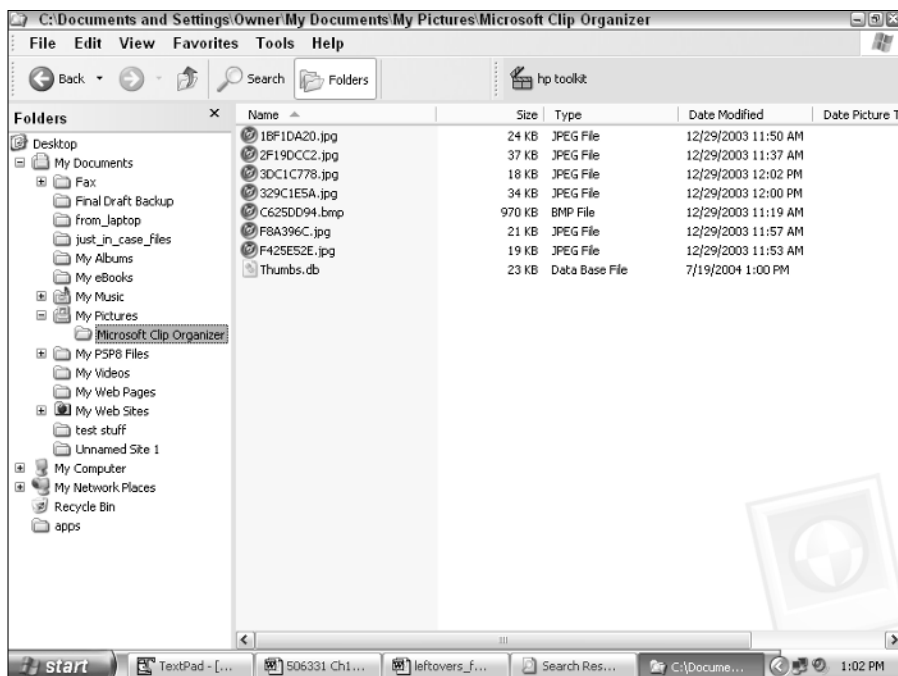 C:\Documents and Settings\Owner\My Documents\My Pictures\Microsoft Clip Organizer
File Edit View Favorites Tools Help
Back Search Folders hp toolkit
Folders
Desktop
My Documents
Fax
Final Draft Backup
from_laptop
just_in_case_files
My Albums
My eBooks
My Music
My Pictures
Microsoft Clip Organizer
My PSP8 Files
My Videos
My Web Pages
My Web Sites
test stuff
Unnamed Site 1
My Computer
My Network Places
Recycle Bin
apps
Name Size Type Date Modified Date Picture T
1BF1DA20.jpg 24 KB JPEG File 12/29/2003 11:50 AM
2F19DCC2.jpg 37 KB JPEG File 12/29/2003 11:37 AM
3DC1C778.jpg 18 KB JPEG File 12/29/2003 12:02 PM
329C1E5A.jpg 34 KB JPEG File 12/29/2003 12:00 PM
C625DD94.bmp 970 KB BMP File 12/29/2003 11:19 AM
F8A396C.jpg 21 KB JPEG File 12/29/2003 11:57 AM
F425E52E.jpg 19 KB JPEG File 12/29/2003 11:53 AM
Thumbs.db 23 KB Data Base File 7/19/2004 1:00 PM
start TextPad - [... 506331 Ch1... leftovers_f... Search Res... C:\Docume... 1:02 PM